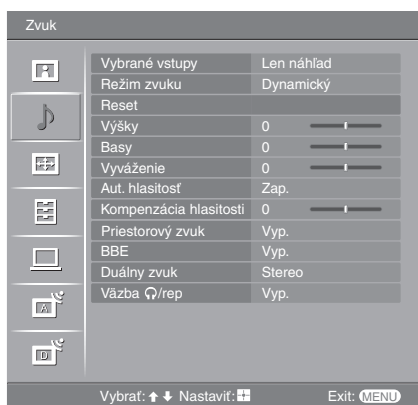 Zvuk
Vybrané vstupy Len náhľad
Režim zvuku Dynamický
Reset
Výšky 0
Basy 0
Vyváženie 0
Aut. hlasitosť Zap.
Kompenzácia hlasitosti 0
Priestorový zvuk Vyp.
BBE Vyp.
Duálny zvuk Stereo
Väzba 🎧/rep Vyp.
A
D
Vybrať: ⬆ ⬇ Nastaviť: Exit: MENU